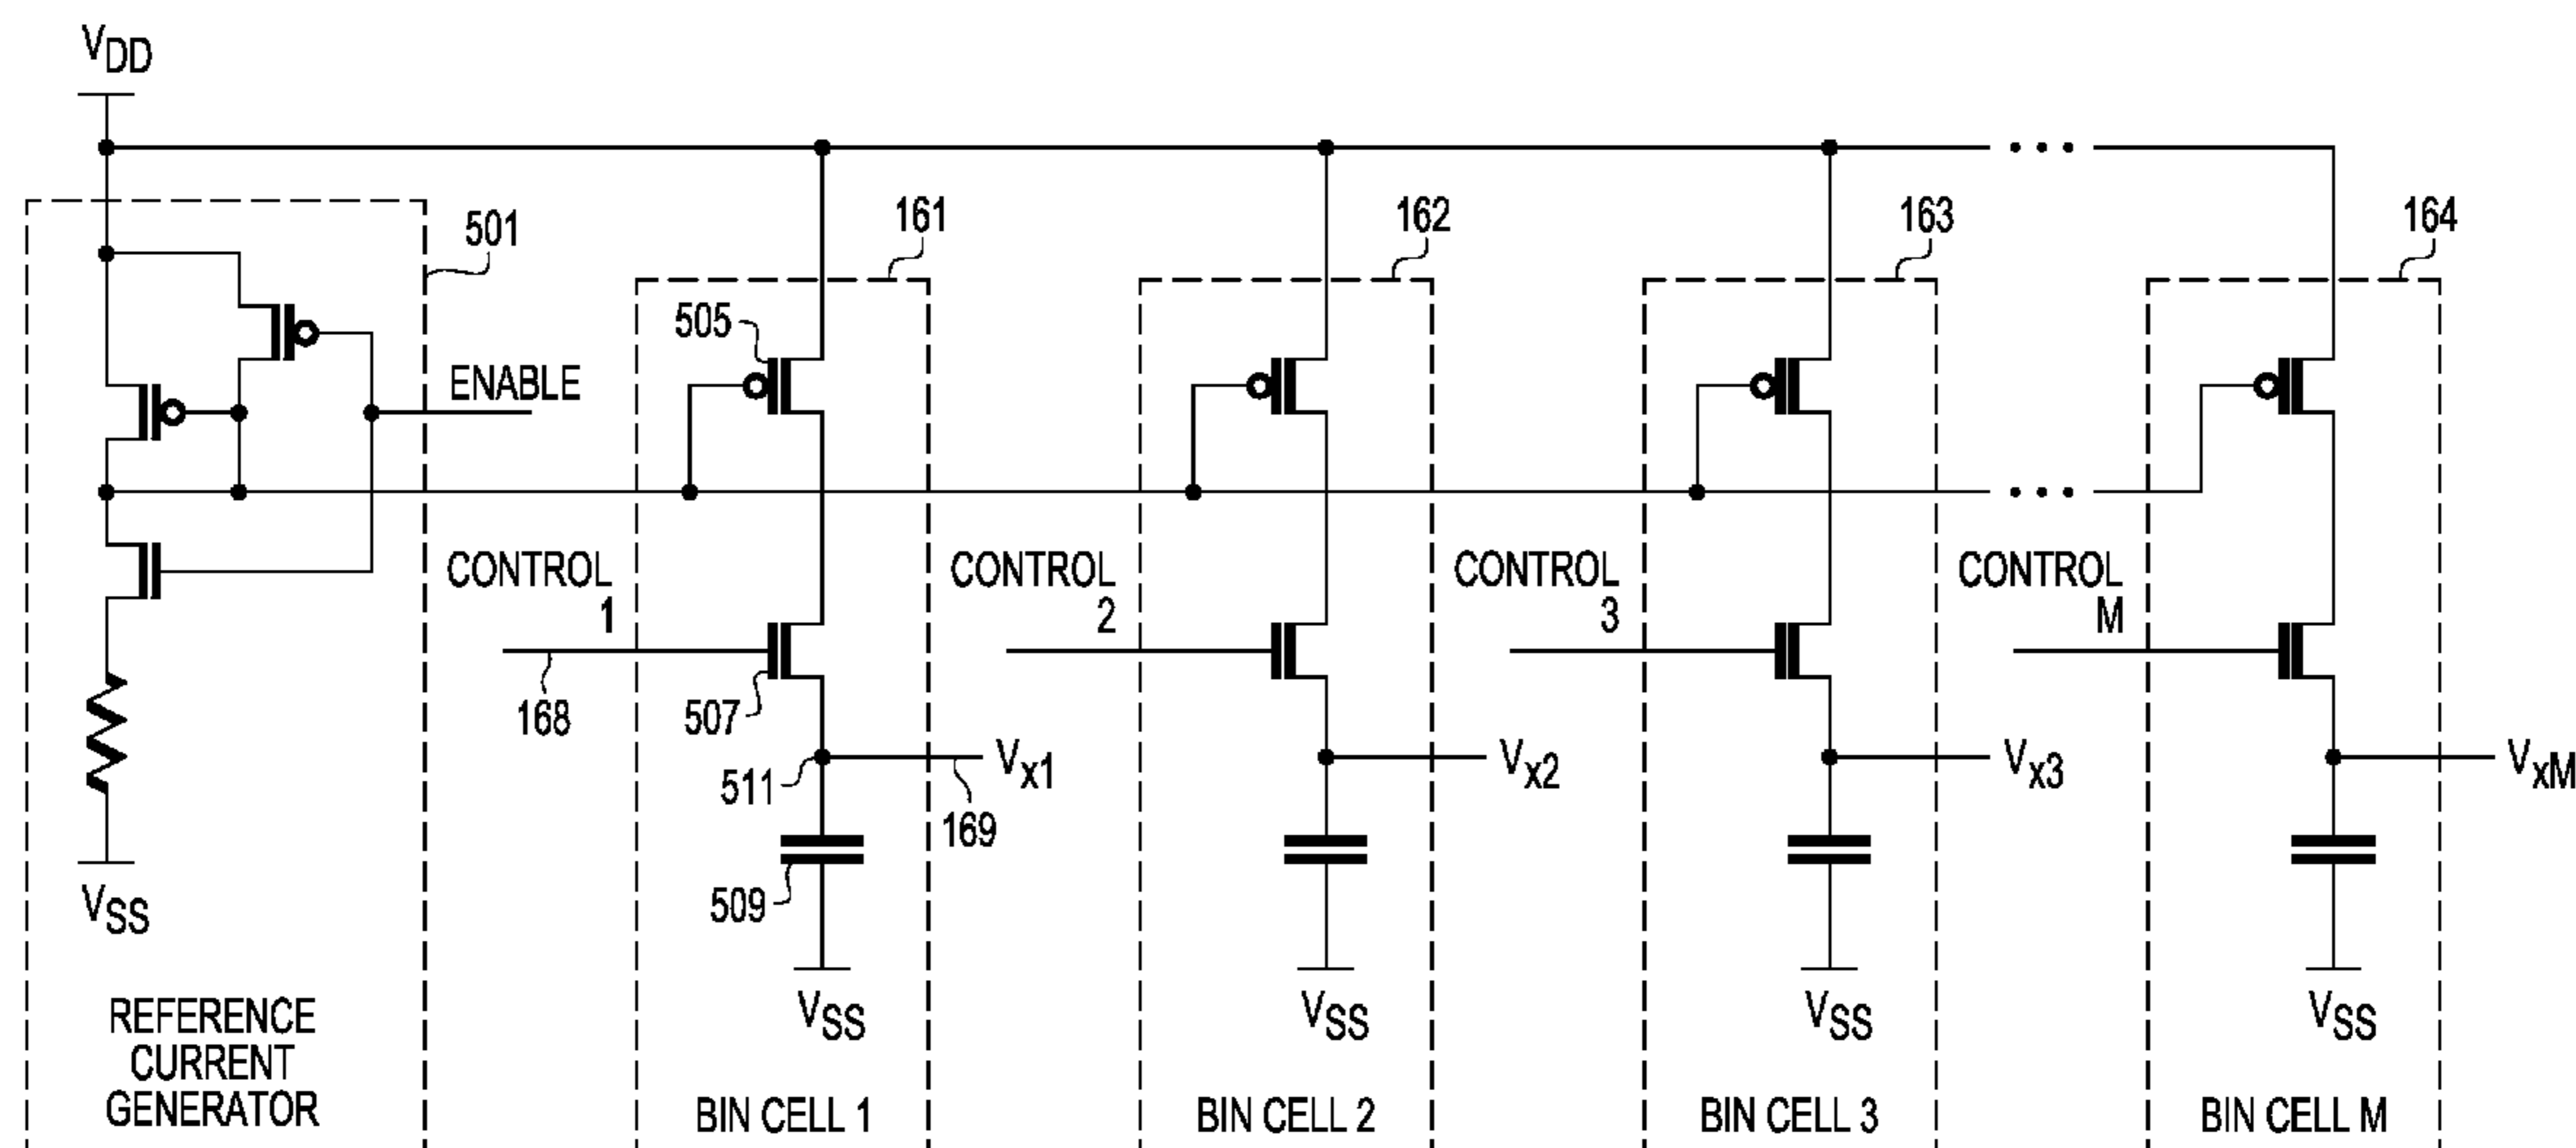 VDD
501
161
162
163
164
505
ENABLE
CONTROL
1
CONTROL
2
CONTROL
3
CONTROL
M
168
507
511
Vx1
169
Vx2
Vx3
VxM
509
VSS
VSS
VSS
VSS
VSS
REFERENCE
CURRENT
GENERATOR
BIN CELL 1
BIN CELL 2
BIN CELL 3
BIN CELL M